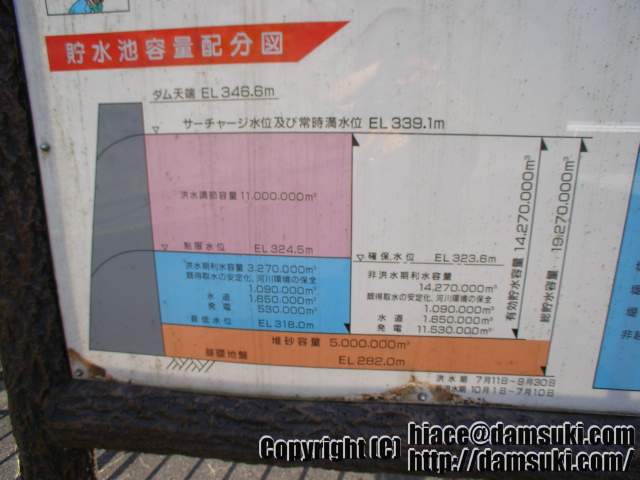 貯水池容量配分図
ダム天端 EL 346.6m
サーチャージ水位及び常時満水位 EL 339.1m
洪水調節容量 11,000,000m³
制限水位 EL 324.5m
確保水位 EL 323.6m
洪水期利水容量 3,270,000m³
既得取水の安定化、河川環境の保全
1,090,000m³
水道 1,650,000m³
発電 530,000m³
最低水位 EL 318.0m
非洪水期利水容量
14,270,000m³
既得取水の安定化、河川環境の保全
1,090,000m³
水道 1,650,000m³
発電 11,530,000m³
有効貯水容量 14,270,000m³
総貯水容量 19,270,000m³
堆砂容量 5,000,000m³
基礎地盤 EL 282.0m
洪水期 7月11日~9月30日
非洪水期 10月1日~7月10日
Copyright (C) hiace@damsuki.com
http://damsuki.com/